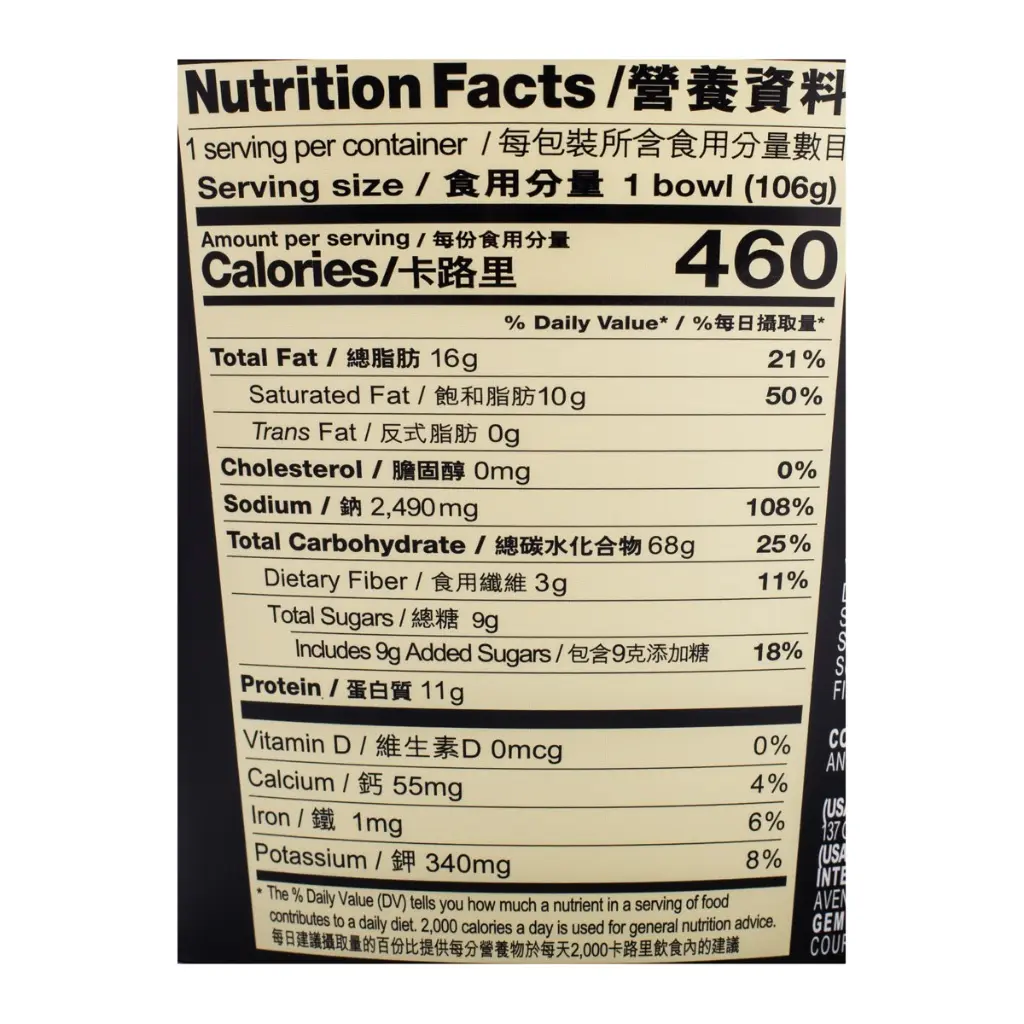 Nutrition Facts /營養資料
1 serving per container / 每包裝所含食用分量數目
Serving size / 食用分量 1 bowl (106g)
Amount per serving / 每份食用分量
Calories/卡路里 460
% Daily Value* / %每日攝取量*
Total Fat / 總脂肪 16g 21%
Saturated Fat / 飽和脂肪10g 50%
Trans Fat / 反式脂肪 0g
Cholesterol / 膽固醇 0mg 0%
Sodium / 鈉 2,490mg 108%
Total Carbohydrate / 總碳水化合物 68g 25%
Dietary Fiber / 食用纖維 3g 11%
Total Sugars / 總糖 9g
Includes 9g Added Sugars / 包含9克添加糖 18%
Protein / 蛋白質 11g
Vitamin D / 維生素D 0mcg 0%
Calcium / 鈣 55mg 4%
Iron / 鐵 1mg 6%
Potassium / 鉀 340mg 8%
* The % Daily Value (DV) tells you how much a nutrient in a serving of food
contributes to a daily diet. 2,000 calories a day is used for general nutrition advice.
每日建議攝取量的百份比提供每分營養物於每天2,000卡路里飲食內的建議